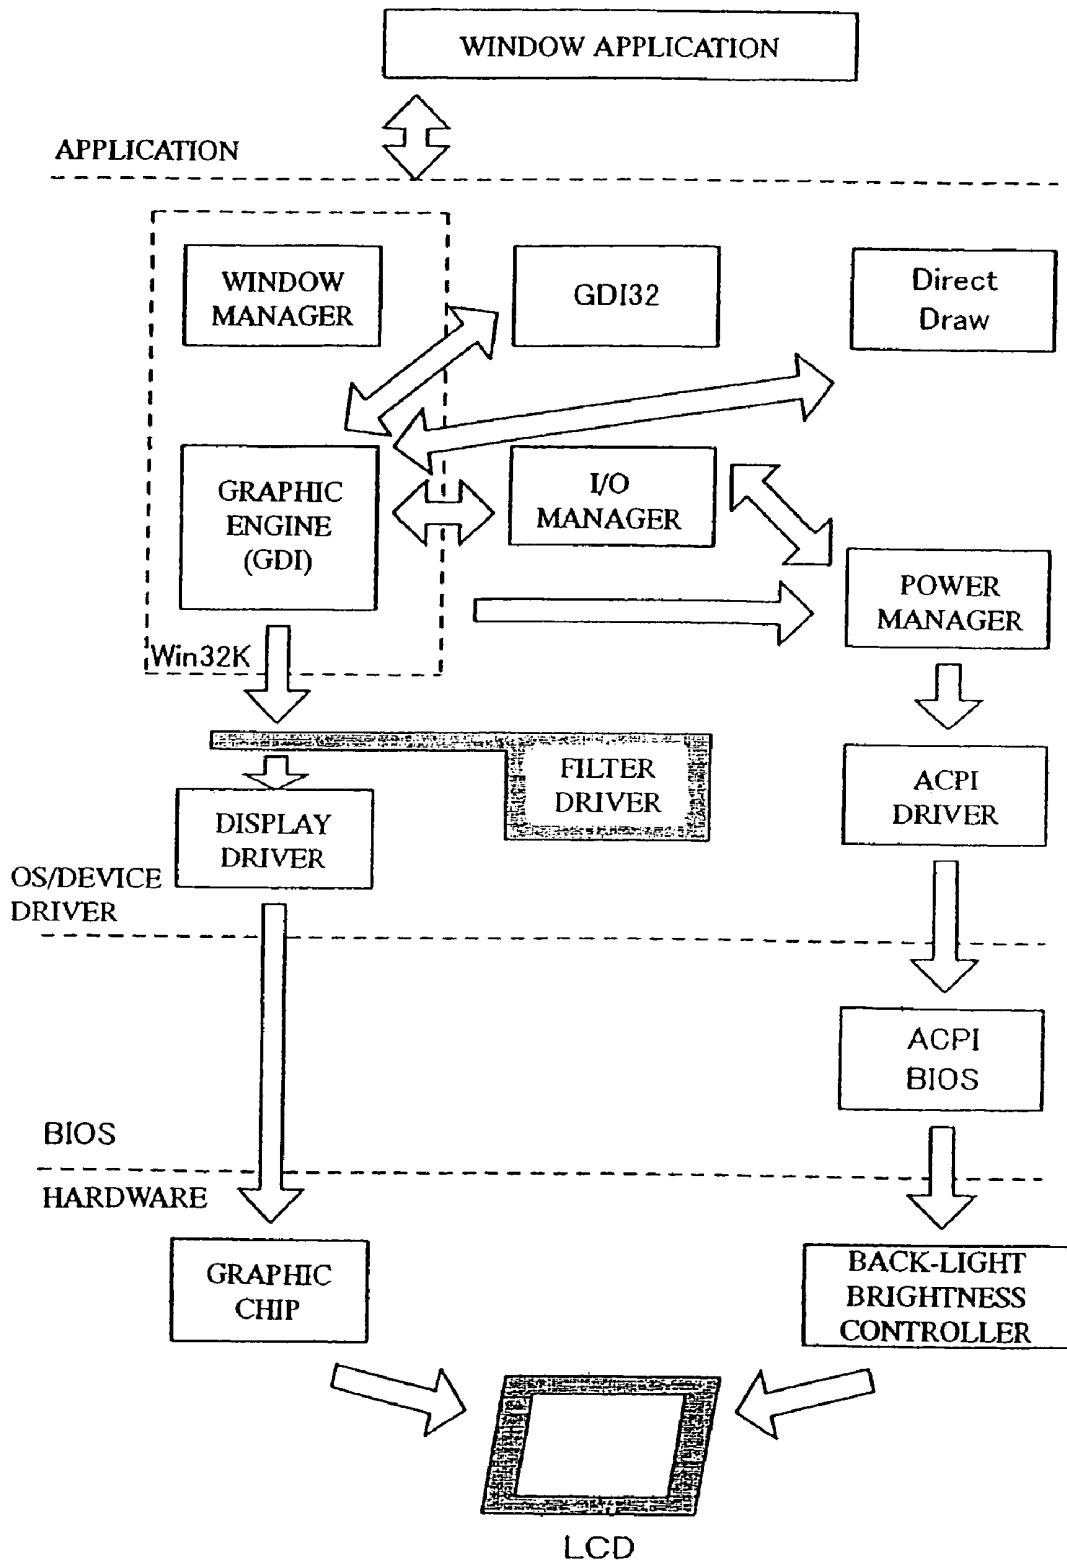 WINDOW APPLICATION
APPLICATION
WINDOW
MANAGER
GDI32
Direct
Draw
GRAPHIC
ENGINE
(GDI)
I/O
MANAGER
POWER
MANAGER
Win32K
FILTER
DRIVER
ACPI
DRIVER
DISPLAY
DRIVER
OS/DEVICE
DRIVER
ACPI
BIOS
BIOS
HARDWARE
GRAPHIC
CHIP
BACK-LIGHT
BRIGHTNESS
CONTROLLER
LCD